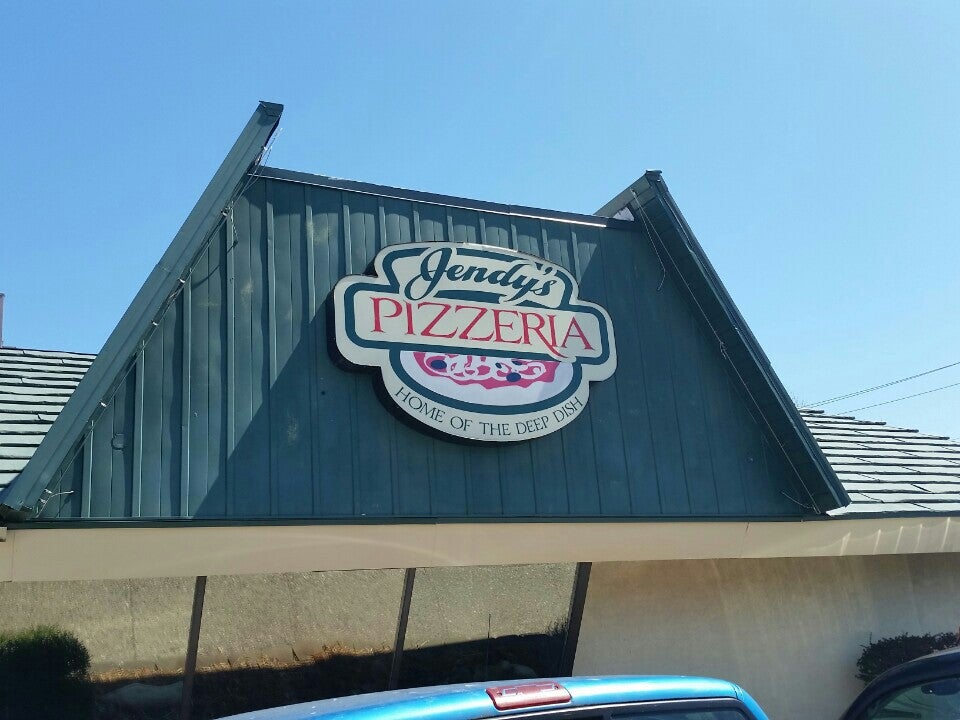 Jendy's
PIZZERIA
HOME OF THE DEEP DISH